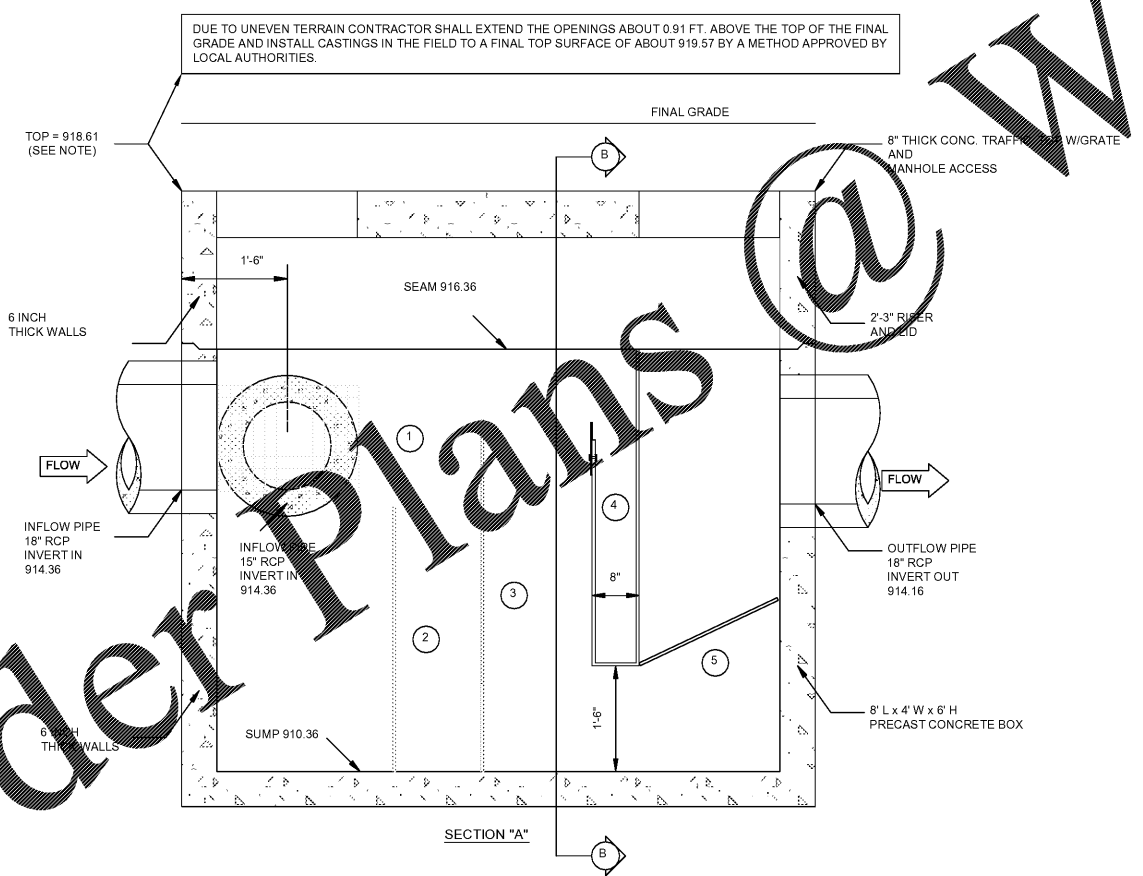 DUE TO UNEVEN TERRAIN CONTRACTOR SHALL EXTEND THE OPENINGS ABOUT 0.91 FT. ABOVE THE TOP OF THE FINAL
GRADE AND INSTALL CASTINGS IN THE FIELD TO A FINAL TOP SURFACE OF ABOUT 919.57 BY A METHOD APPROVED BY
LOCAL AUTHORITIES.
FINAL GRADE
TOP = 918.61
(SEE NOTE)
B
8" THICK CONC. TRAFFIC W/GRATE
AND
MANHOLE ACCESS
1'-6"
SEAM 916.36
6 INCH
THICK WALLS
2'-3" RISER
AND LID
1
FLOW
4
FLOW
INFLOW PIPE
18" RCP
INVERT IN
914.36
INFLOW PIPE
15" RCP
INVERT IN
914.36
8"
3
OUTFLOW PIPE
18" RCP
INVERT OUT
914.16
2
5
1'-6"
6 INCH
THICK WALLS
SUMP 910.36
8' L x 4' W x 6' H
PRECAST CONCRETE BOX
SECTION "A"
B
der Plans @ W